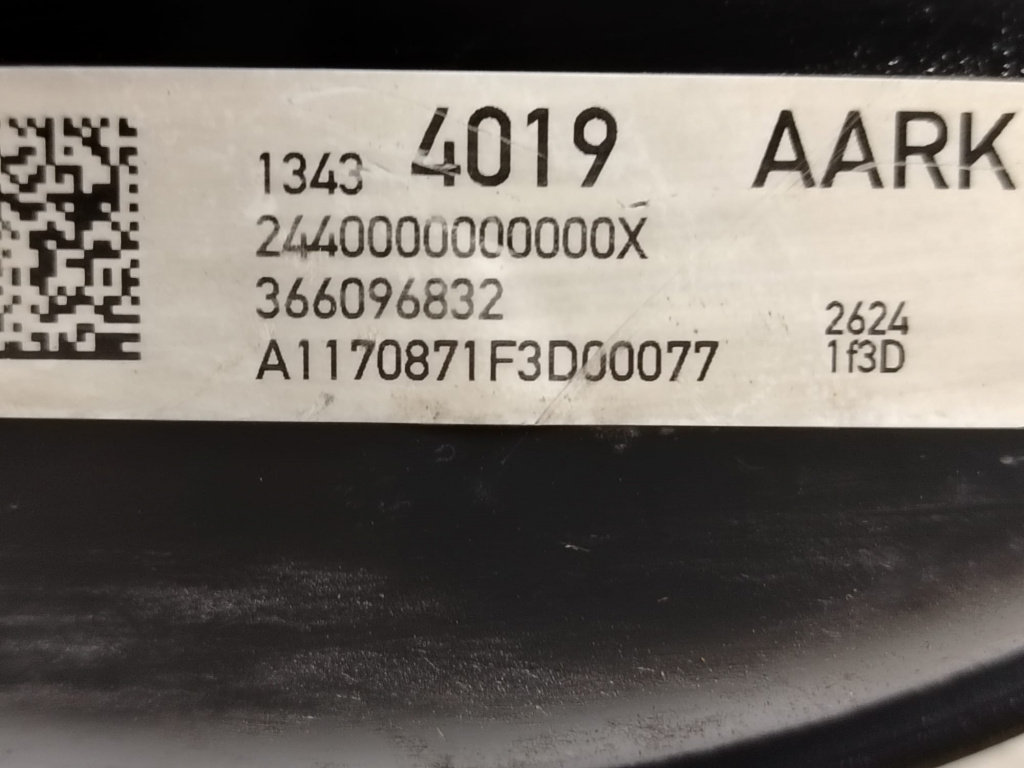 1343 4019 AARK
2440000000000X
366096832 2624
A1170871F3D00077 1f3D